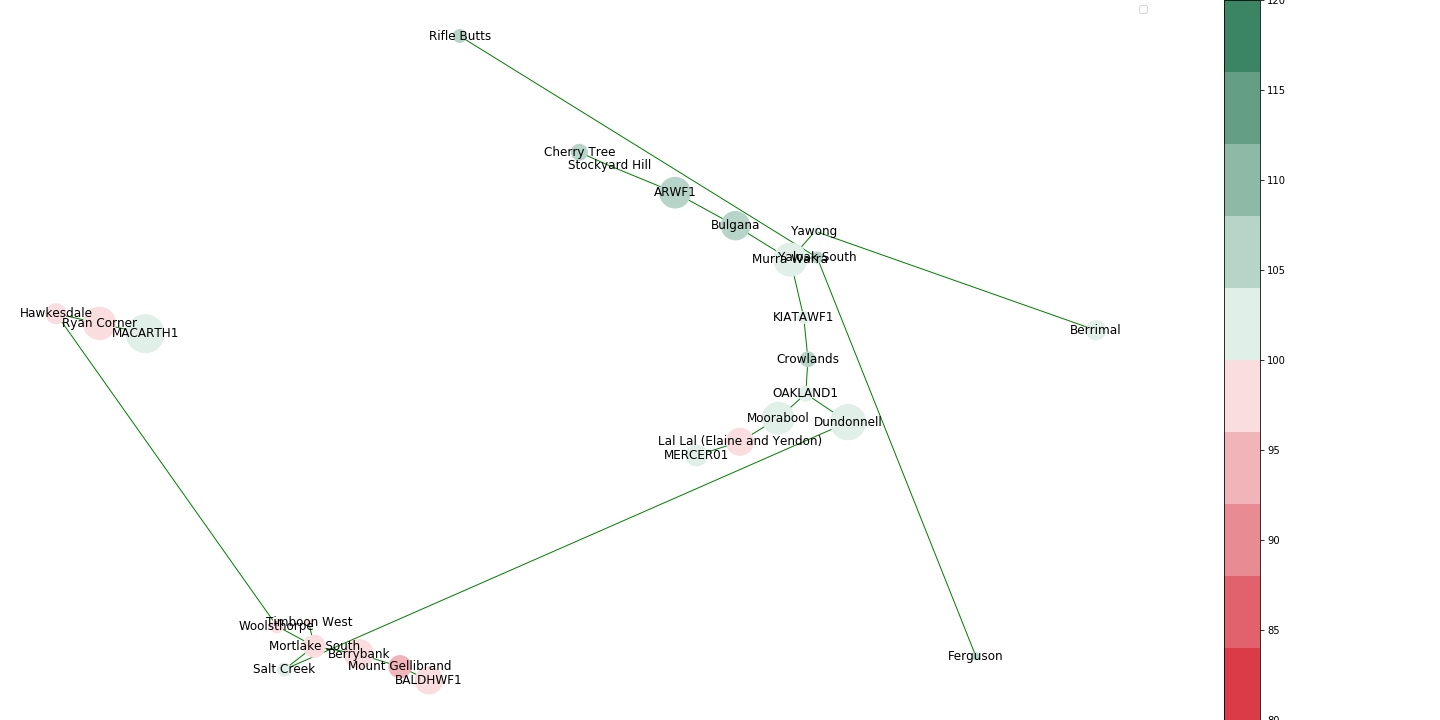 120
Rifle Butts
115
Cherry Tree
Stockyard Hill
110
ARWF1
Bulgana
Yawong
Murra Warra
Yaloak South
105
Hawkesdale
Ryan Corner
MACARTH1
KIATAWF1
Berrimal
Crowlands
100
OAKLAND1
Moorabool
Dundonnell
Lal Lal (Elaine and Yendon)
MERCER01
95
90
Timboon West
Woolsthorpe
85
Mortlake South
Berrybank
Ferguson
Mount Gellibrand
Salt Creek
BALDHWF1
80